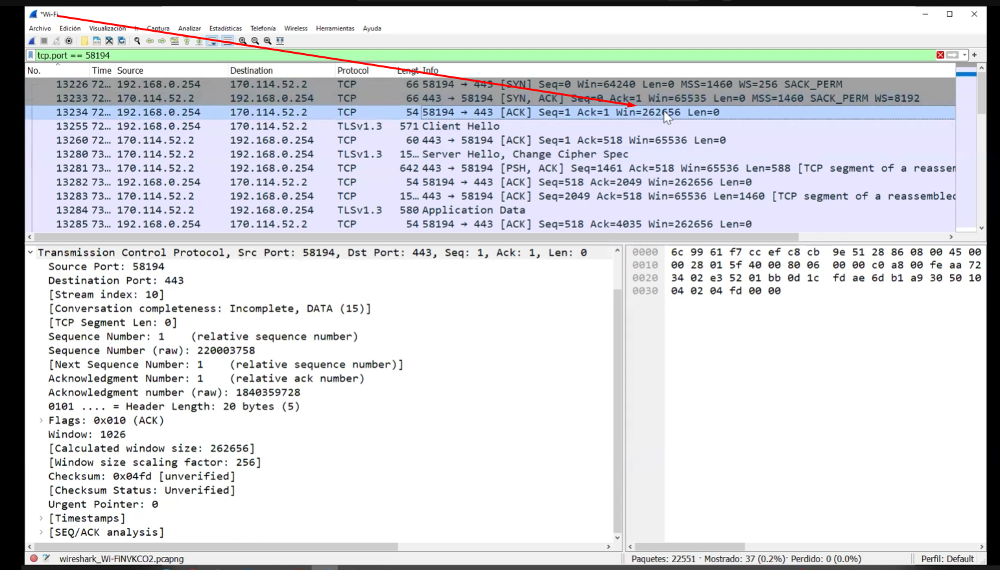 *Wi-Fi
Archivo Edición Visualización Ir Captura Analizar Estadísticas Telefonía Wireless Herramientas Ayuda
tcp.port == 58194
No. Time Source Destination Protocol Lengt Info
13226 72… 192.168.0.254 170.114.52.2 TCP 66 58194 → 443 [SYN] Seq=0 Win=64240 Len=0 MSS=1460 WS=256 SACK_PERM
13233 72… 170.114.52.2 192.168.0.254 TCP 66 443 → 58194 [SYN, ACK] Seq=0 Ack=1 Win=65535 Len=0 MSS=1460 SACK_PERM WS=8192
13234 72… 192.168.0.254 170.114.52.2 TCP 54 58194 → 443 [ACK] Seq=1 Ack=1 Win=262656 Len=0
13255 72… 192.168.0.254 170.114.52.2 TLSv1.3 571 Client Hello
13260 72… 170.114.52.2 192.168.0.254 TCP 60 443 → 58194 [ACK] Seq=1 Ack=518 Win=65536 Len=0
13280 73… 170.114.52.2 192.168.0.254 TLSv1.3 15… Server Hello, Change Cipher Spec
13281 73… 170.114.52.2 192.168.0.254 TCP 642 443 → 58194 [PSH, ACK] Seq=1461 Ack=518 Win=65536 Len=588 [TCP segment of a reassem
13282 73… 192.168.0.254 170.114.52.2 TCP 54 58194 → 443 [ACK] Seq=518 Ack=2049 Win=262656 Len=0
13283 73… 170.114.52.2 192.168.0.254 TCP 15… 443 → 58194 [ACK] Seq=2049 Ack=518 Win=65536 Len=1460 [TCP segment of a reassembled
13284 73… 170.114.52.2 192.168.0.254 TLSv1.3 580 Application Data
13285 73… 192.168.0.254 170.114.52.2 TCP 54 58194 → 443 [ACK] Seq=518 Ack=4035 Win=262656 Len=0
Transmission Control Protocol, Src Port: 58194, Dst Port: 443, Seq: 1, Ack: 1, Len: 0
Source Port: 58194
Destination Port: 443
[Stream index: 10]
[Conversation completeness: Incomplete, DATA (15)]
[TCP Segment Len: 0]
Sequence Number: 1 (relative sequence number)
Sequence Number (raw): 220003758
[Next Sequence Number: 1 (relative sequence number)]
Acknowledgment Number: 1 (relative ack number)
Acknowledgment number (raw): 1840359728
0101 .... = Header Length: 20 bytes (5)
Flags: 0x010 (ACK)
Window: 1026
[Calculated window size: 262656]
[Window size scaling factor: 256]
Checksum: 0x04fd [unverified]
[Checksum Status: Unverified]
Urgent Pointer: 0
[Timestamps]
[SEQ/ACK analysis]
0000 6c 99 61 f7 cc ef c8 cb 9e 51 28 86 08 00 45 00
0010 00 28 01 5f 40 00 80 06 00 00 c0 a8 00 fe aa 72
0020 34 02 e3 52 01 bb 0d 1c fd ae 6d b1 a9 30 50 10
0030 04 02 04 fd 00 00
wireshark_Wi-FiNVKCO2.pcapng
Paquetes: 22551 · Mostrado: 37 (0.2%) · Perdido: 0 (0.0%)
Perfil: Default